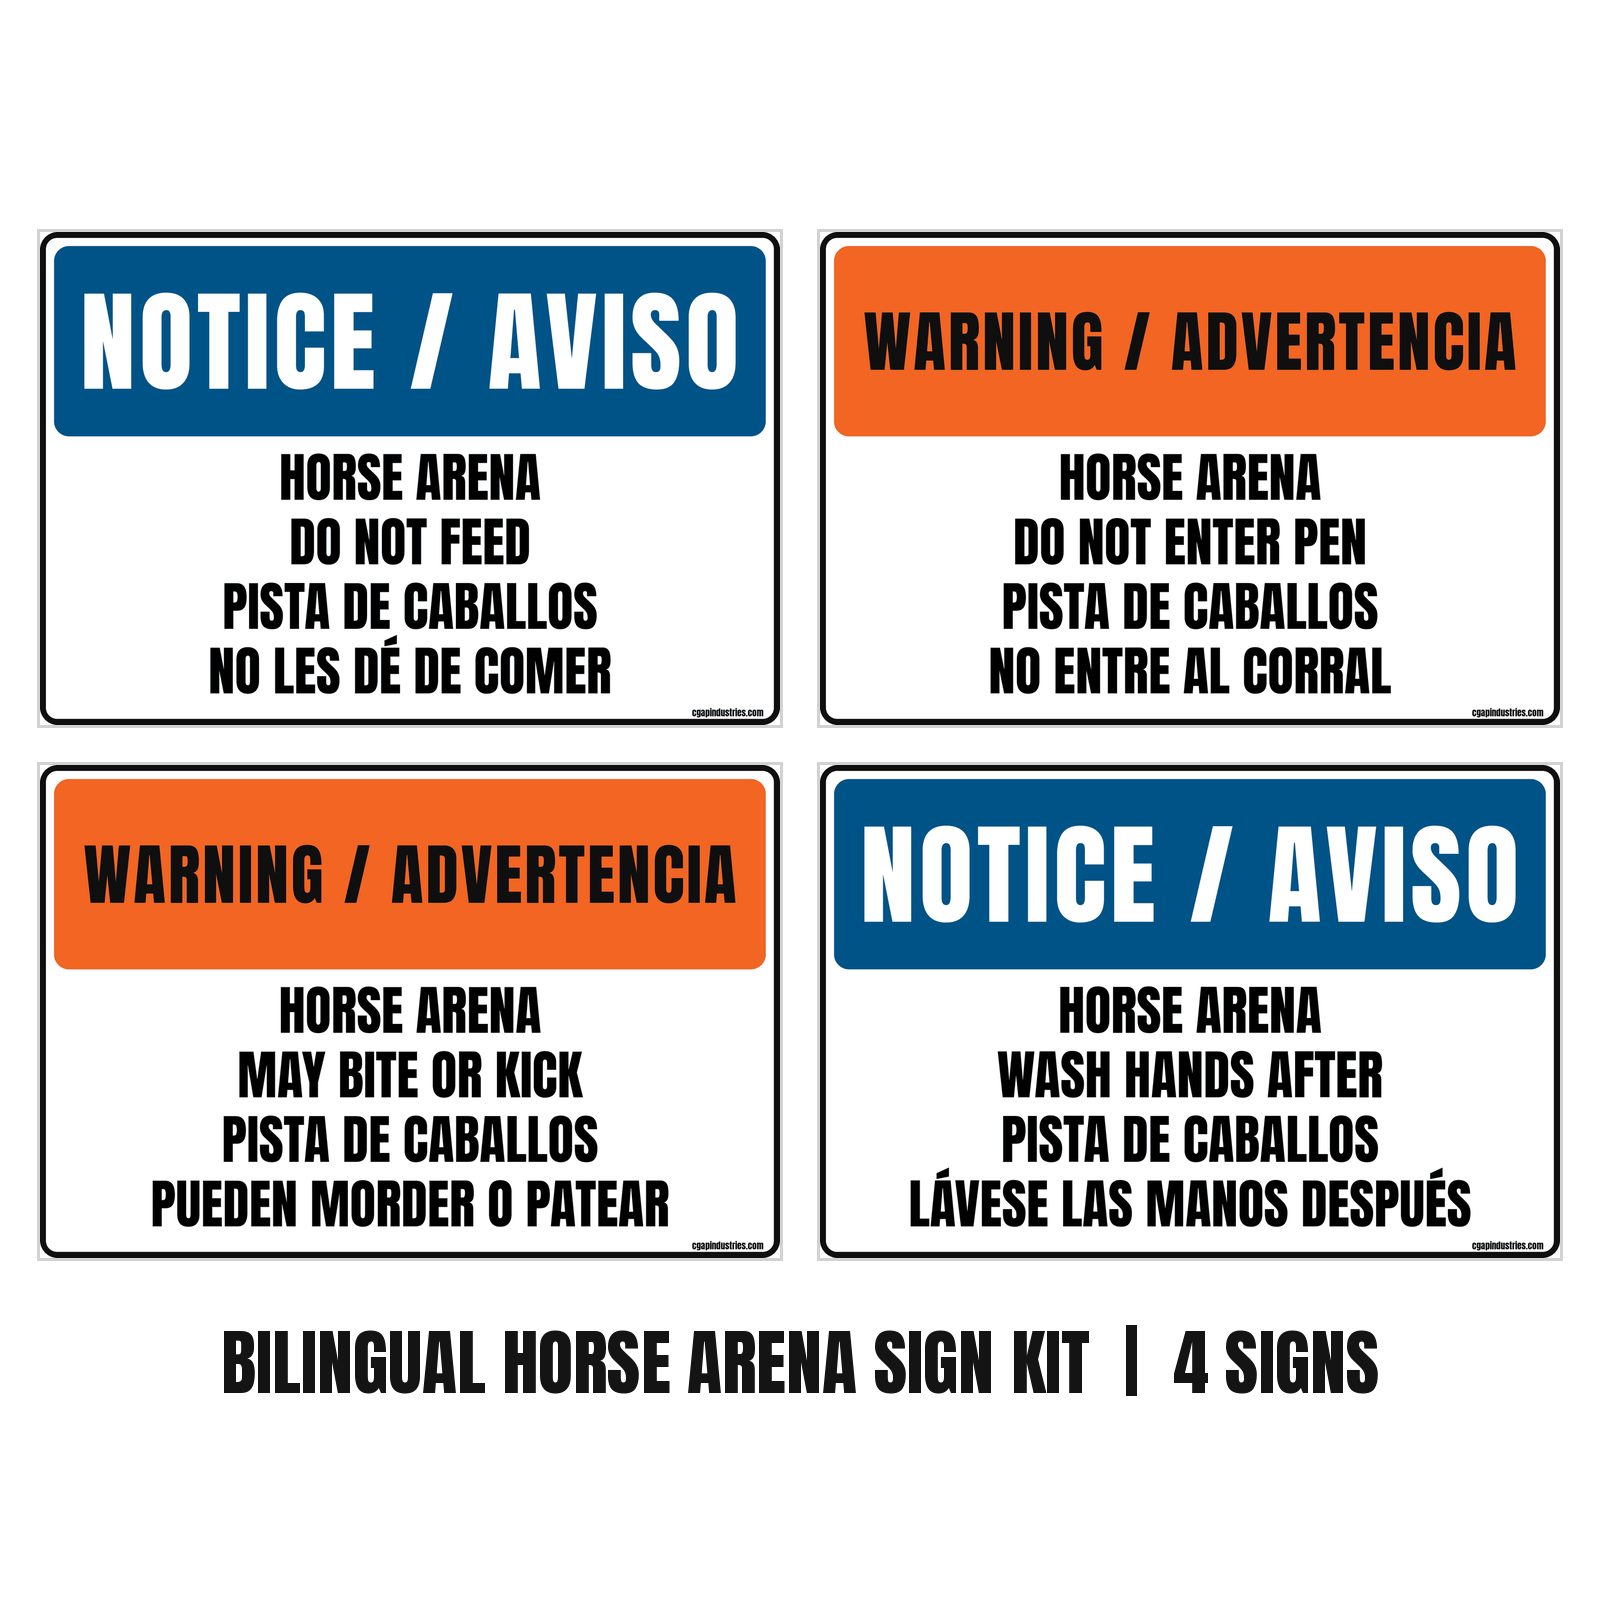 NOTICE / AVISO
HORSE ARENA
DO NOT FEED
PISTA DE CABALLOS
NO LES DÉ DE COMER
cgapindustries.com
WARNING / ADVERTENCIA
HORSE ARENA
DO NOT ENTER PEN
PISTA DE CABALLOS
NO ENTRE AL CORRAL
cgapindustries.com
WARNING / ADVERTENCIA
HORSE ARENA
MAY BITE OR KICK
PISTA DE CABALLOS
PUEDEN MORDER O PATEAR
cgapindustries.com
NOTICE / AVISO
HORSE ARENA
WASH HANDS AFTER
PISTA DE CABALLOS
LÁVESE LAS MANOS DESPUÉS
cgapindustries.com
BILINGUAL HORSE ARENA SIGN KIT | 4 SIGNS